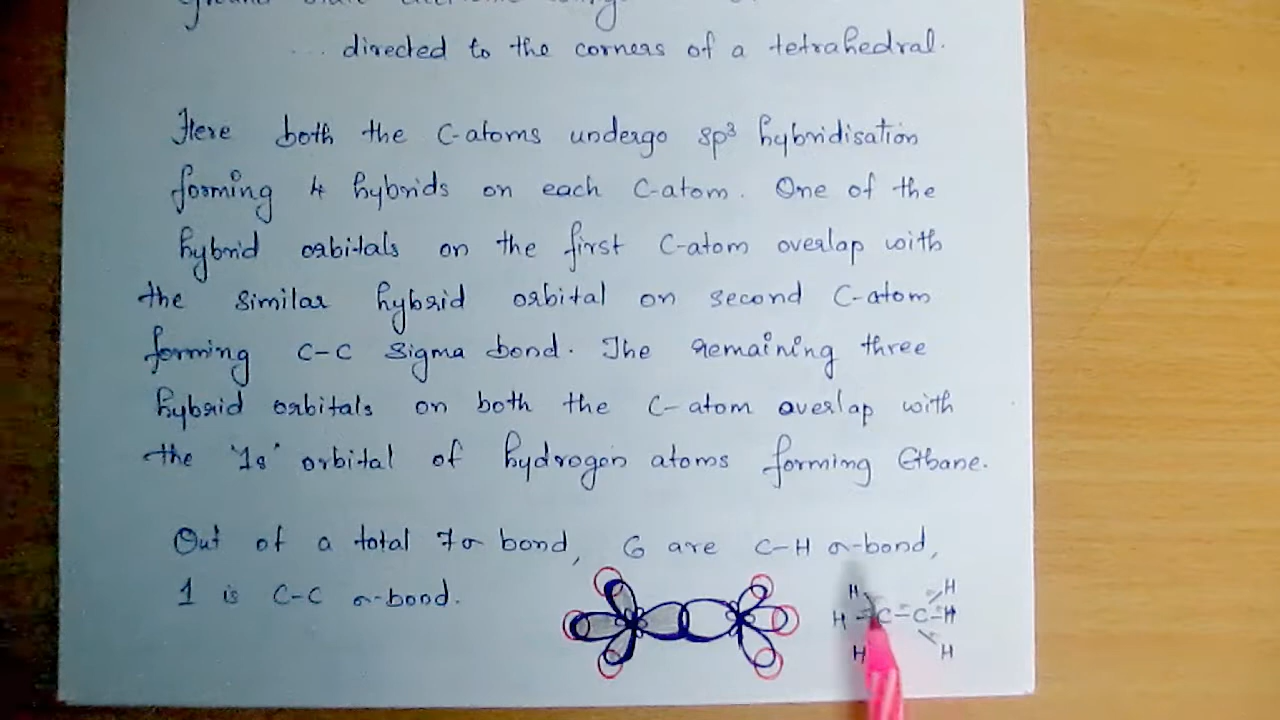 directed to the corners of a tetrahedral.
Here both the C-atoms undergo sp³ hybridisation
forming 4 hybrids on each C-atom. One of the
hybrid orbitals on the first C-atom overlap with
the similar hybrid orbital on second C-atom
forming C-C sigma bond. The remaining three
hybrid orbitals on both the C-atom overlap with
the '1s' orbital of hydrogen atoms forming Ethane.
Out of a total 7σ bond, 6 are C-H σ-bond,
1 is C-C σ-bond.
H H
H C-C H
H H